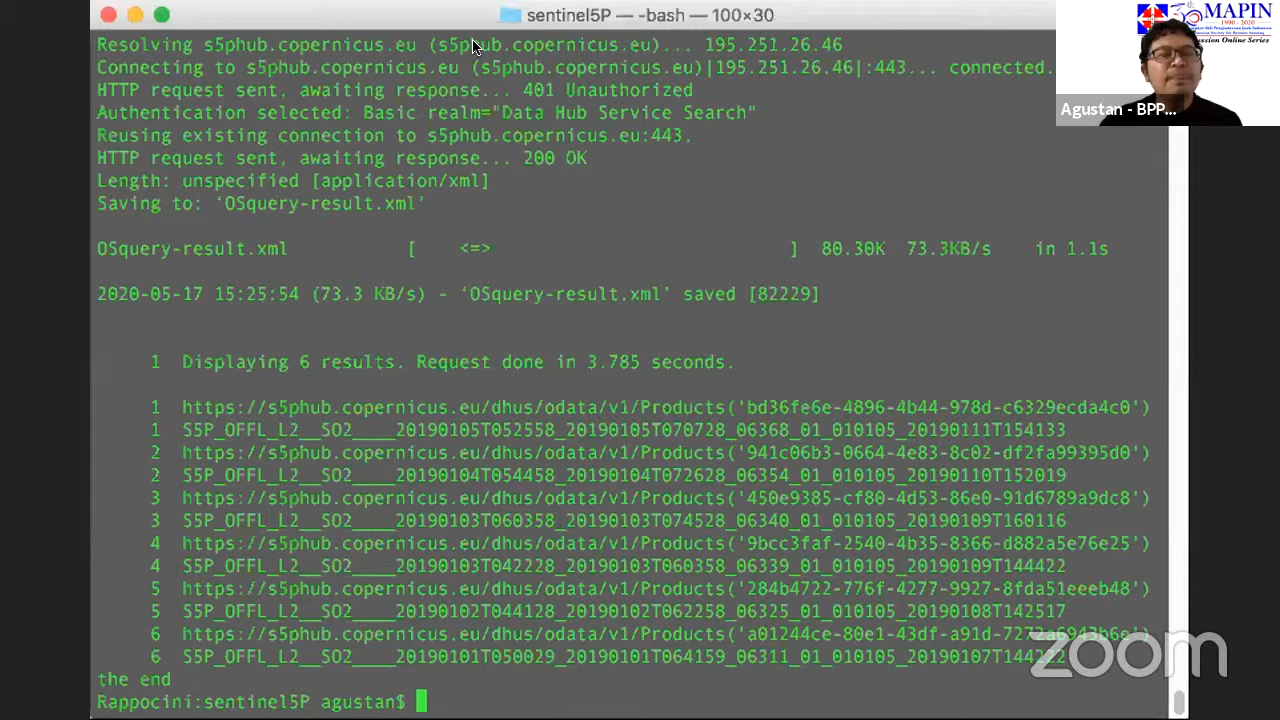 sentinel5P — -bash — 100×30
MAPIN
1990 - 2020
Agustan - BPP...
Resolving s5phub.copernicus.eu (s5phub.copernicus.eu)... 195.251.26.46
Connecting to s5phub.copernicus.eu (s5phub.copernicus.eu)|195.251.26.46|:443... connected.
HTTP request sent, awaiting response... 401 Unauthorized
Authentication selected: Basic realm="Data Hub Service Search"
Reusing existing connection to s5phub.copernicus.eu:443.
HTTP request sent, awaiting response... 200 OK
Length: unspecified [application/xml]
Saving to: ‘OSquery-result.xml’
OSquery-result.xml [ <=> ] 80.30K 73.3KB/s in 1.1s
2020-05-17 15:25:54 (73.3 KB/s) - ‘OSquery-result.xml’ saved [82229]
1 Displaying 6 results. Request done in 3.785 seconds.
1 https://s5phub.copernicus.eu/dhus/odata/v1/Products('bd36fe6e-4896-4b44-978d-c6329ecda4c0')
1 S5P_OFFL_L2__SO2____20190105T052558_20190105T070728_06368_01_010105_20190111T154133
2 https://s5phub.copernicus.eu/dhus/odata/v1/Products('941c06b3-0664-4e83-8c02-df2fa99395d0')
2 S5P_OFFL_L2__SO2____20190104T054458_20190104T072628_06354_01_010105_20190110T152019
3 https://s5phub.copernicus.eu/dhus/odata/v1/Products('450e9385-cf80-4d53-86e0-91d6789a9dc8')
3 S5P_OFFL_L2__SO2____20190103T060358_20190103T074528_06340_01_010105_20190109T160116
4 https://s5phub.copernicus.eu/dhus/odata/v1/Products('9bcc3faf-2540-4b35-8366-d882a5e76e25')
4 S5P_OFFL_L2__SO2____20190103T042228_20190103T060358_06339_01_010105_20190109T144422
5 https://s5phub.copernicus.eu/dhus/odata/v1/Products('284b4722-776f-4277-9927-8fda51eeeb48')
5 S5P_OFFL_L2__SO2____20190102T044128_20190102T062258_06325_01_010105_20190108T142517
6 https://s5phub.copernicus.eu/dhus/odata/v1/Products('a01244ce-80e1-43df-a91d-7272a6943b6e')
6 S5P_OFFL_L2__SO2____20190101T050029_20190101T064159_06311_01_010105_20190107T144222
the end
Rappocini:sentinel5P agustan$
zoom